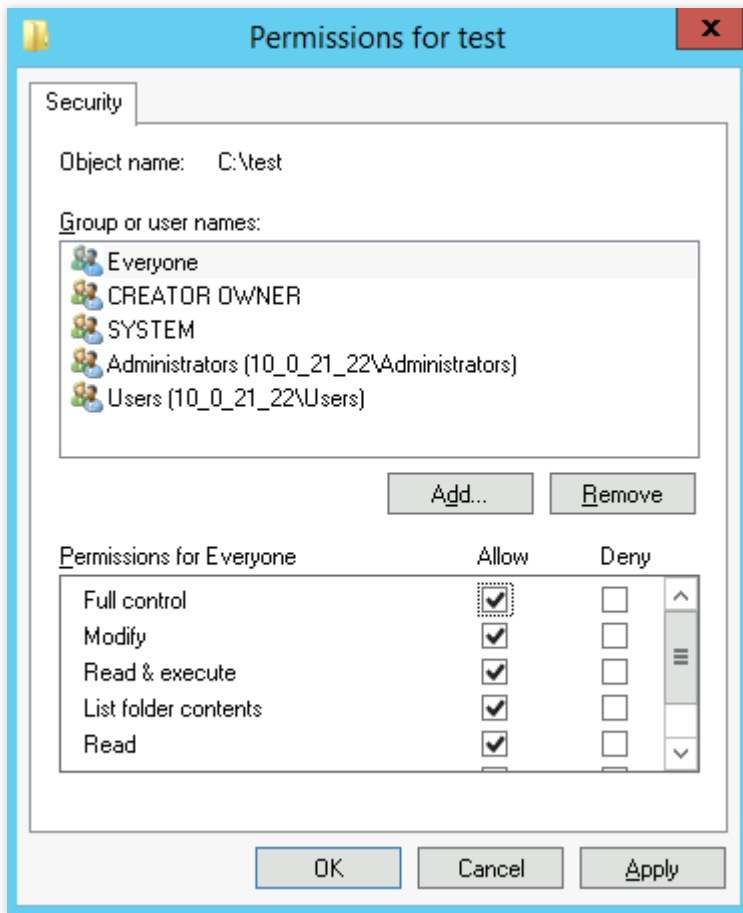 Permissions for test
x
Security
Object name: C:\test
Group or user names:
Everyone
CREATOR OWNER
SYSTEM
Administrators (10_0_21_22\Administrators)
Users (10_0_21_22\Users)
Add... Remove
Permissions for Everyone Allow Deny
Full control
Modify
Read & execute
List folder contents
Read
OK Cancel Apply